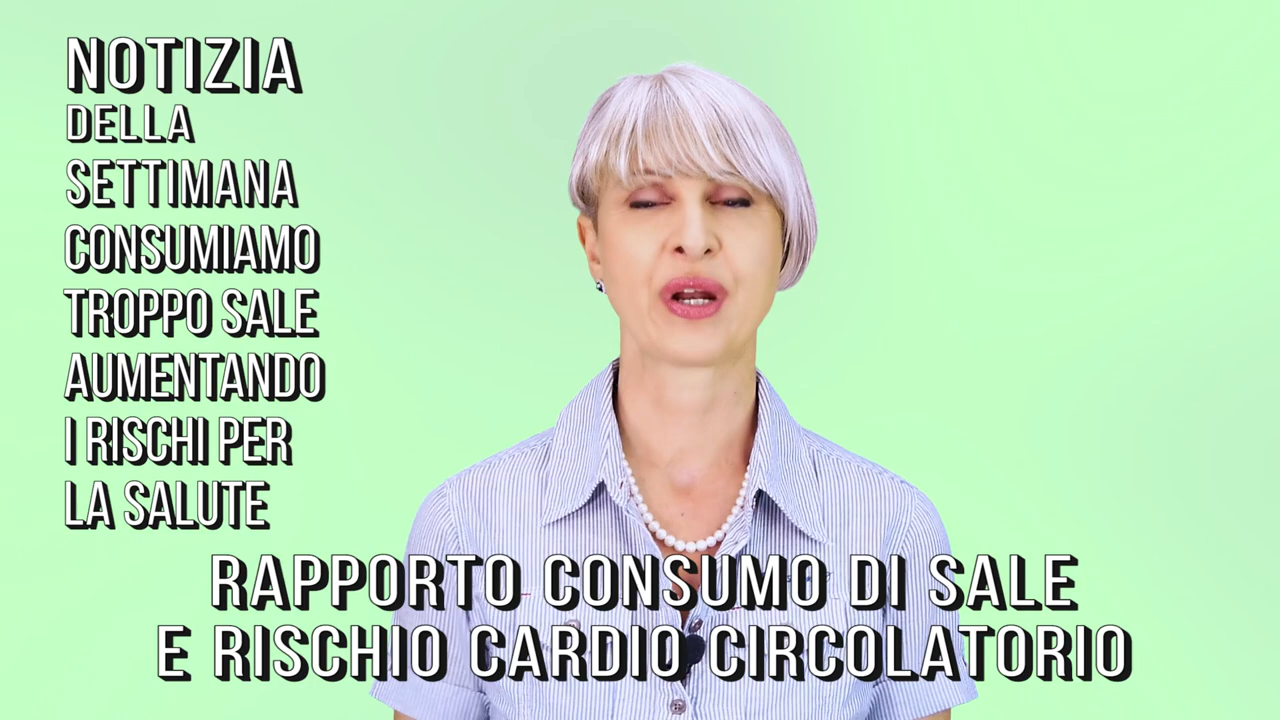 NOTIZIA
DELLA
SETTIMANA
CONSUMIAMO
TROPPO SALE
AUMENTANDO
I RISCHI PER
LA SALUTE
RAPPORTO CONSUMO DI SALE
E RISCHIO CARDIO CIRCOLATORIO